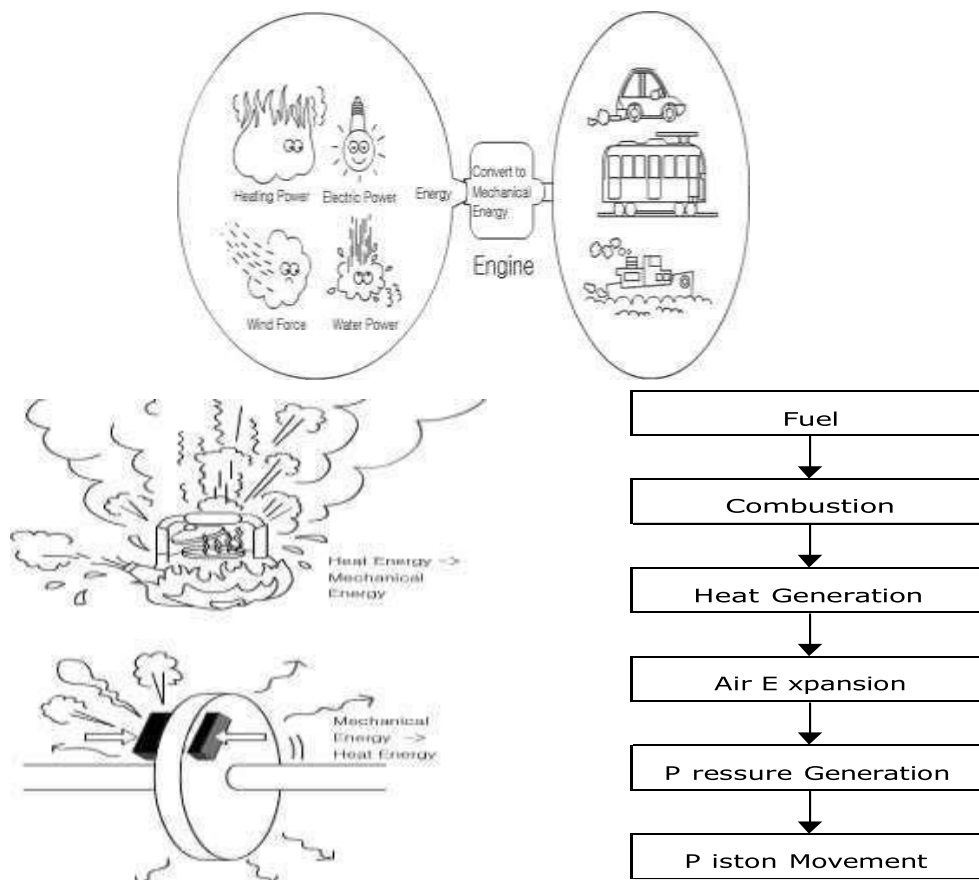 Heating Power
Electric Power
Energy
Convert to
Mechanical
Energy
Engine
Wind Force
Water Power
Heat Energy ->
Mechanical
Energy
Mechanical
Energy ->
Heat Energy
Fuel
Combustion
Heat Generation
Air E xpansion
P ressure Generation
P iston Movement